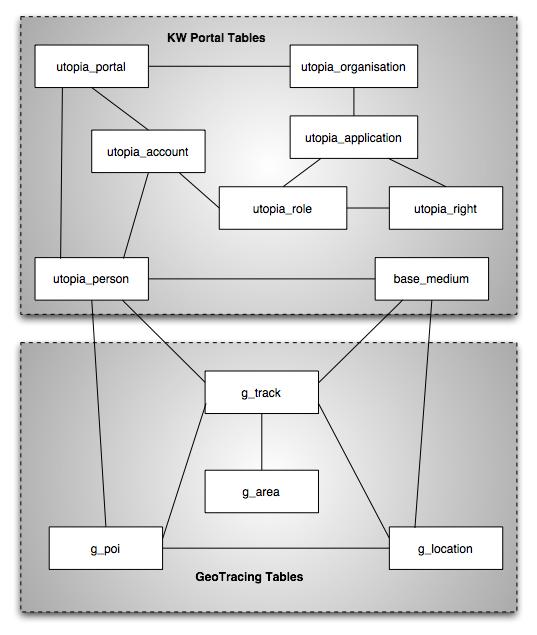 KW Portal Tables
utopia_portal
utopia_organisation
utopia_account
utopia_application
utopia_role
utopia_right
utopia_person
base_medium
g_track
g_area
g_poi
g_location
GeoTracing Tables